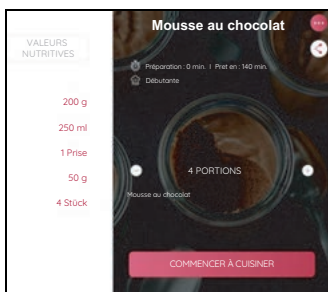 Mousse au chocolat
VALEURS
NUTRITIVES
200 g
250 ml
1 Prise
50 g
4 Stück
Préparation : 0 min. I Pret en : 140 min.
Débutante
4 PORTIONS
Mousse au chocolat
COMMENCER À CUISINER